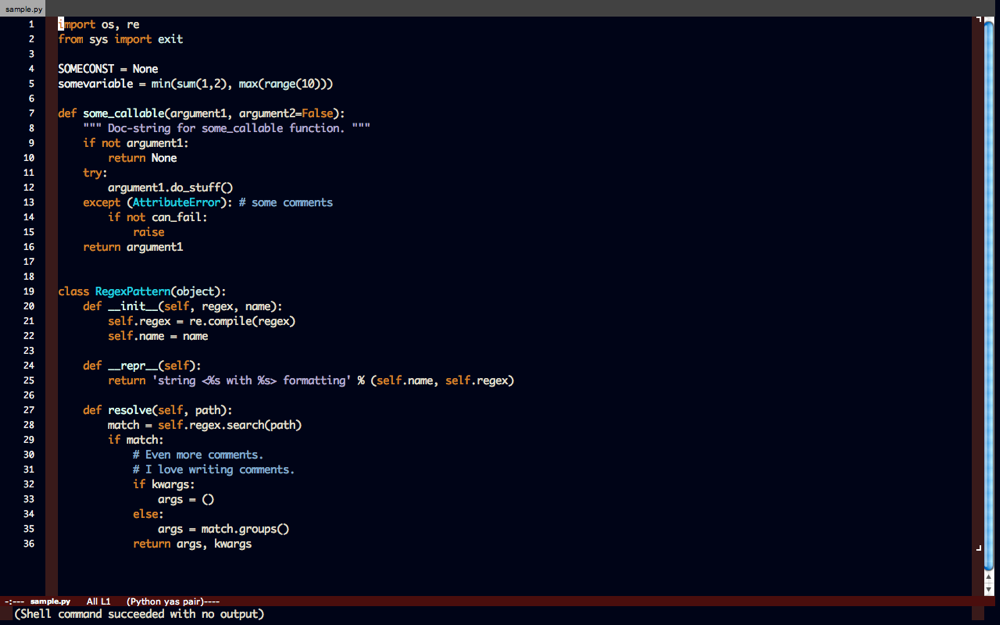 sample.py
1 import os, re
2 from sys import exit
3
4 SOMECONST = None
5 somevariable = min(sum(1,2), max(range(10)))
6
7 def some_callable(argument1, argument2=False):
8     """ Doc-string for some_callable function. """
9     if not argument1:
10         return None
11     try:
12         argument1.do_stuff()
13     except (AttributeError): # some comments
14         if not can_fail:
15             raise
16     return argument1
17
18
19 class RegexPattern(object):
20     def __init__(self, regex, name):
21         self.regex = re.compile(regex)
22         self.name = name
23
24     def __repr__(self):
25         return 'string <%s with %s> formatting' % (self.name, self.regex)
26
27     def resolve(self, path):
28         match = self.regex.search(path)
29         if match:
30             # Even more comments.
31             # I love writing comments.
32             if kwargs:
33                 args = ()
34             else:
35                 args = match.groups()
36             return args, kwargs
-:--- sample.py All L1 (Python yas pair)----
(Shell command succeeded with no output)